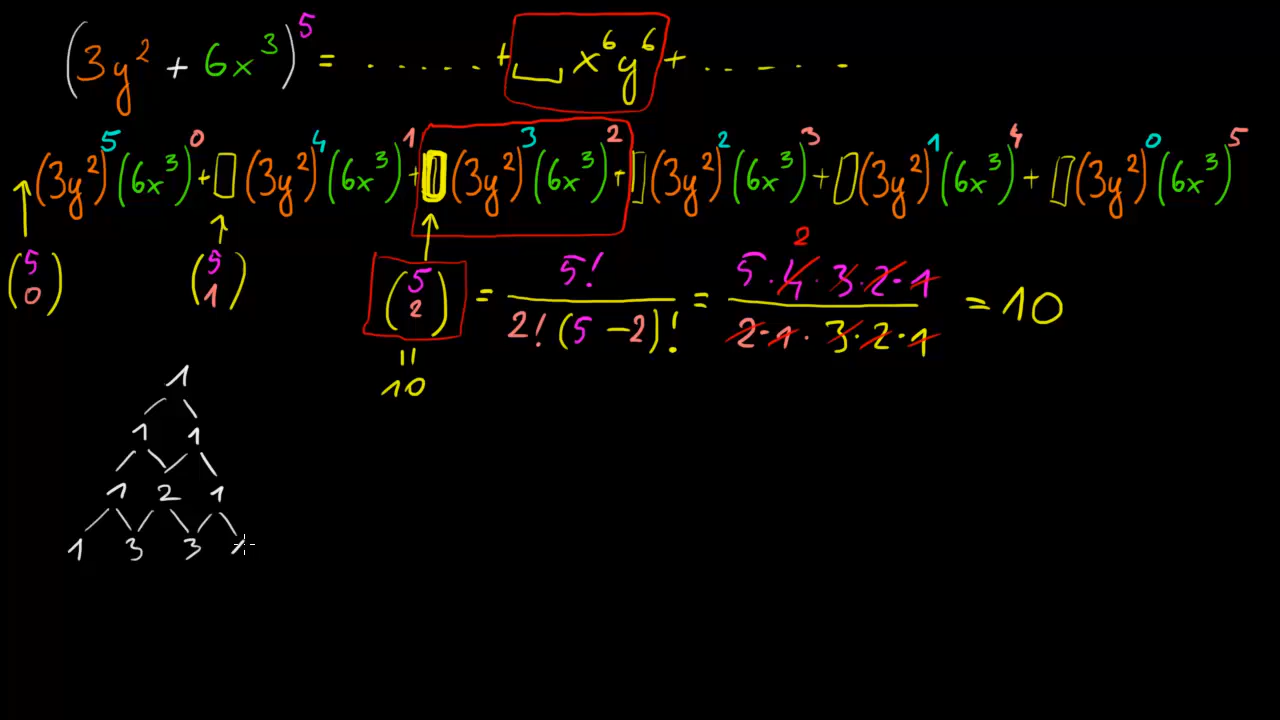 (3y² + 6x³)⁵ = ..... + ⎵ x⁶y⁶ + .....
(3y²)⁵(6x³)⁰ + ▯(3y²)⁴(6x³)¹ + ▯(3y²)³(6x³)² + ▯(3y²)²(6x³)³ + ▯(3y²)¹(6x³)⁴ + ▯(3y²)⁰(6x³)⁵
(5 0) (5 1) (5 2) = 5! / 2!(5-2)! = 5·4·3·2·1 / 2·1·3·2·1 = 10
2
10
1
1 1
1 2 1
1 3 3 1